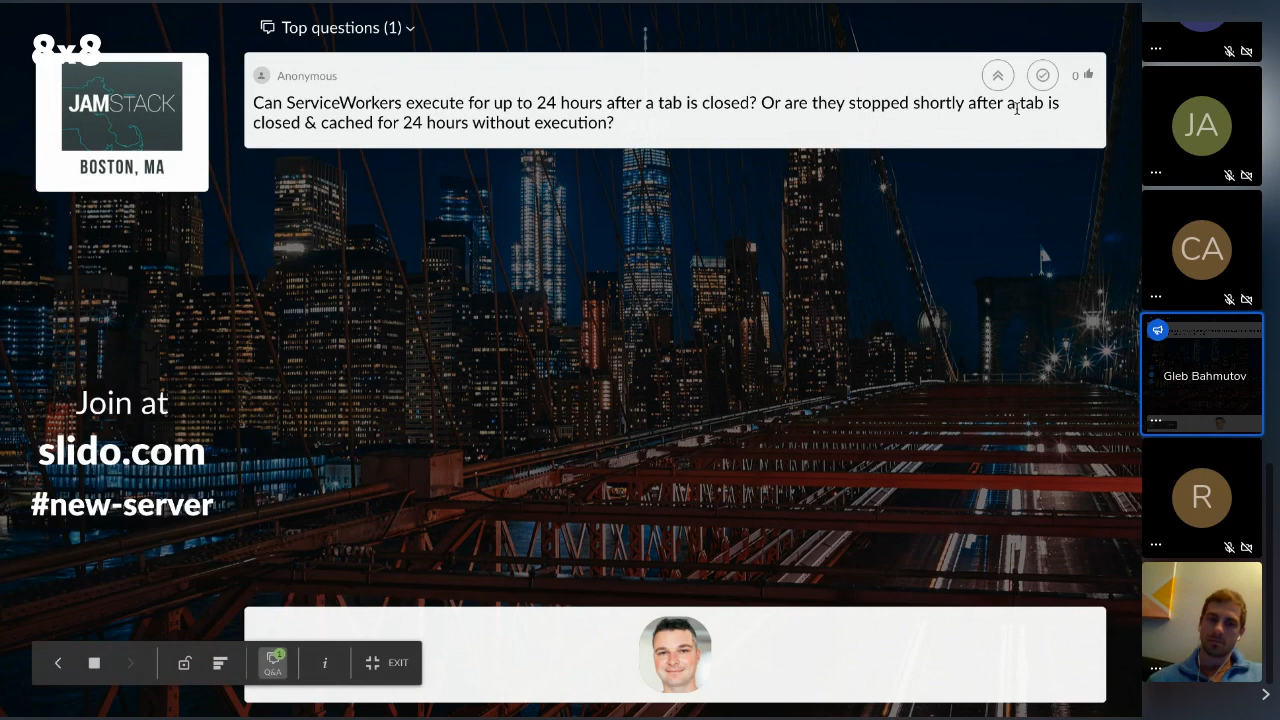 Top questions (1)
8x8
JAMSTACK
BOSTON, MA
Anonymous
0
Can ServiceWorkers execute for up to 24 hours after a tab is closed? Or are they stopped shortly after a tab is
closed & cached for 24 hours without execution?
JA
CA
Gleb Bahmutov
R
Join at
slido.com
#new-server
1
Q&A
i
EXIT